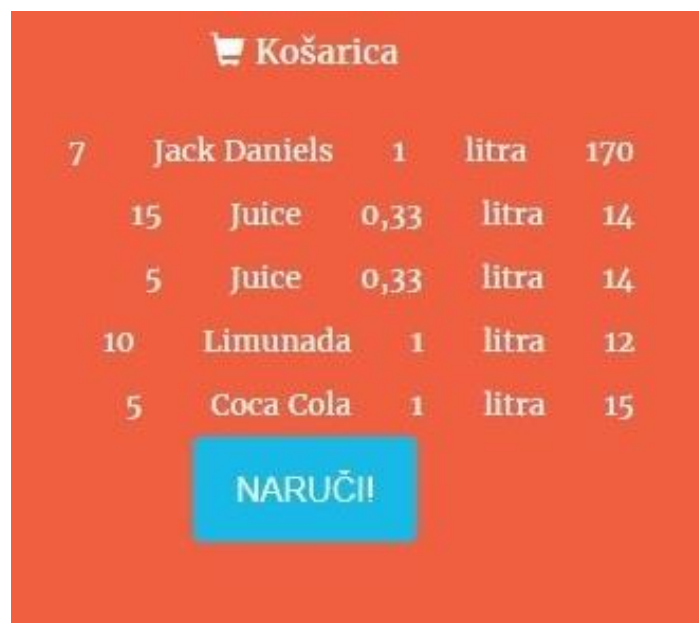 Košarica
7 Jack Daniels 1 litra 170
15 Juice 0,33 litra 14
5 Juice 0,33 litra 14
10 Limunada 1 litra 12
5 Coca Cola 1 litra 15
NARUČI!